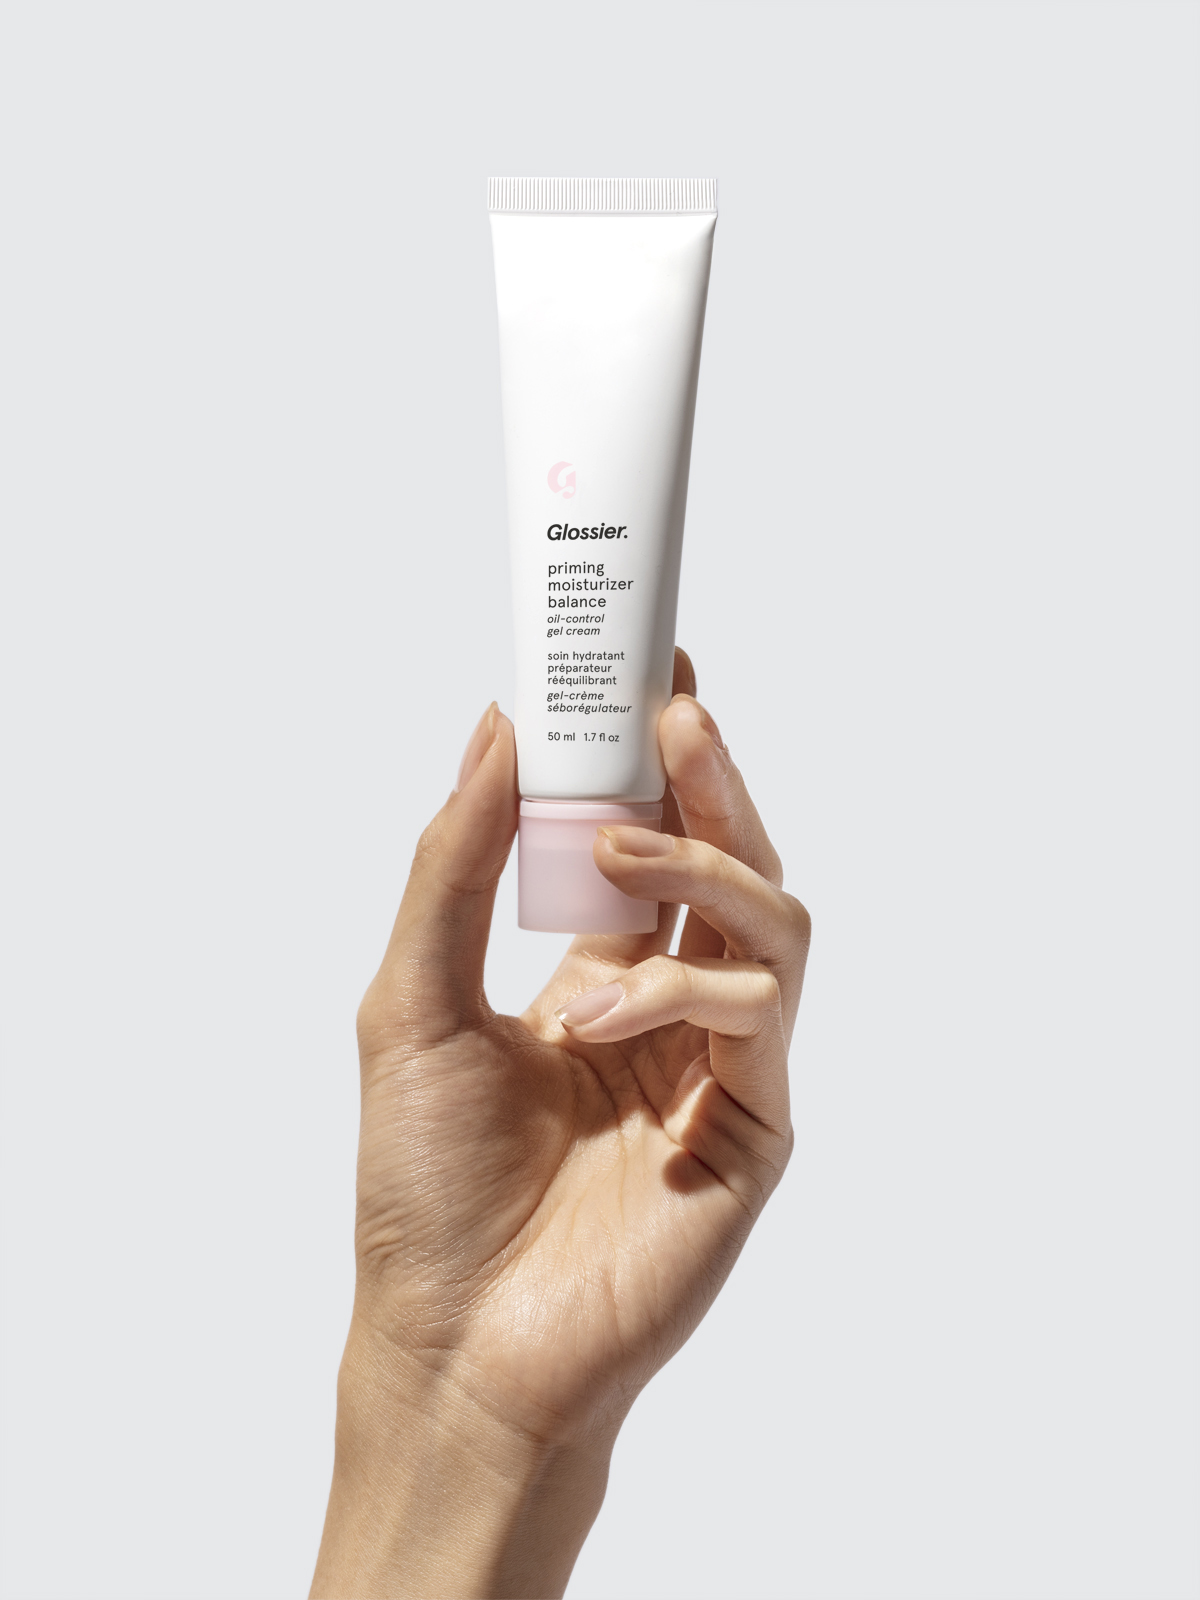 Glossier.
priming
moisturizer
balance
oil-control
gel cream
soin hydratant
préparateur
rééquilibrant
gel-crème
séborégulateur
50 ml 1.7 fl oz